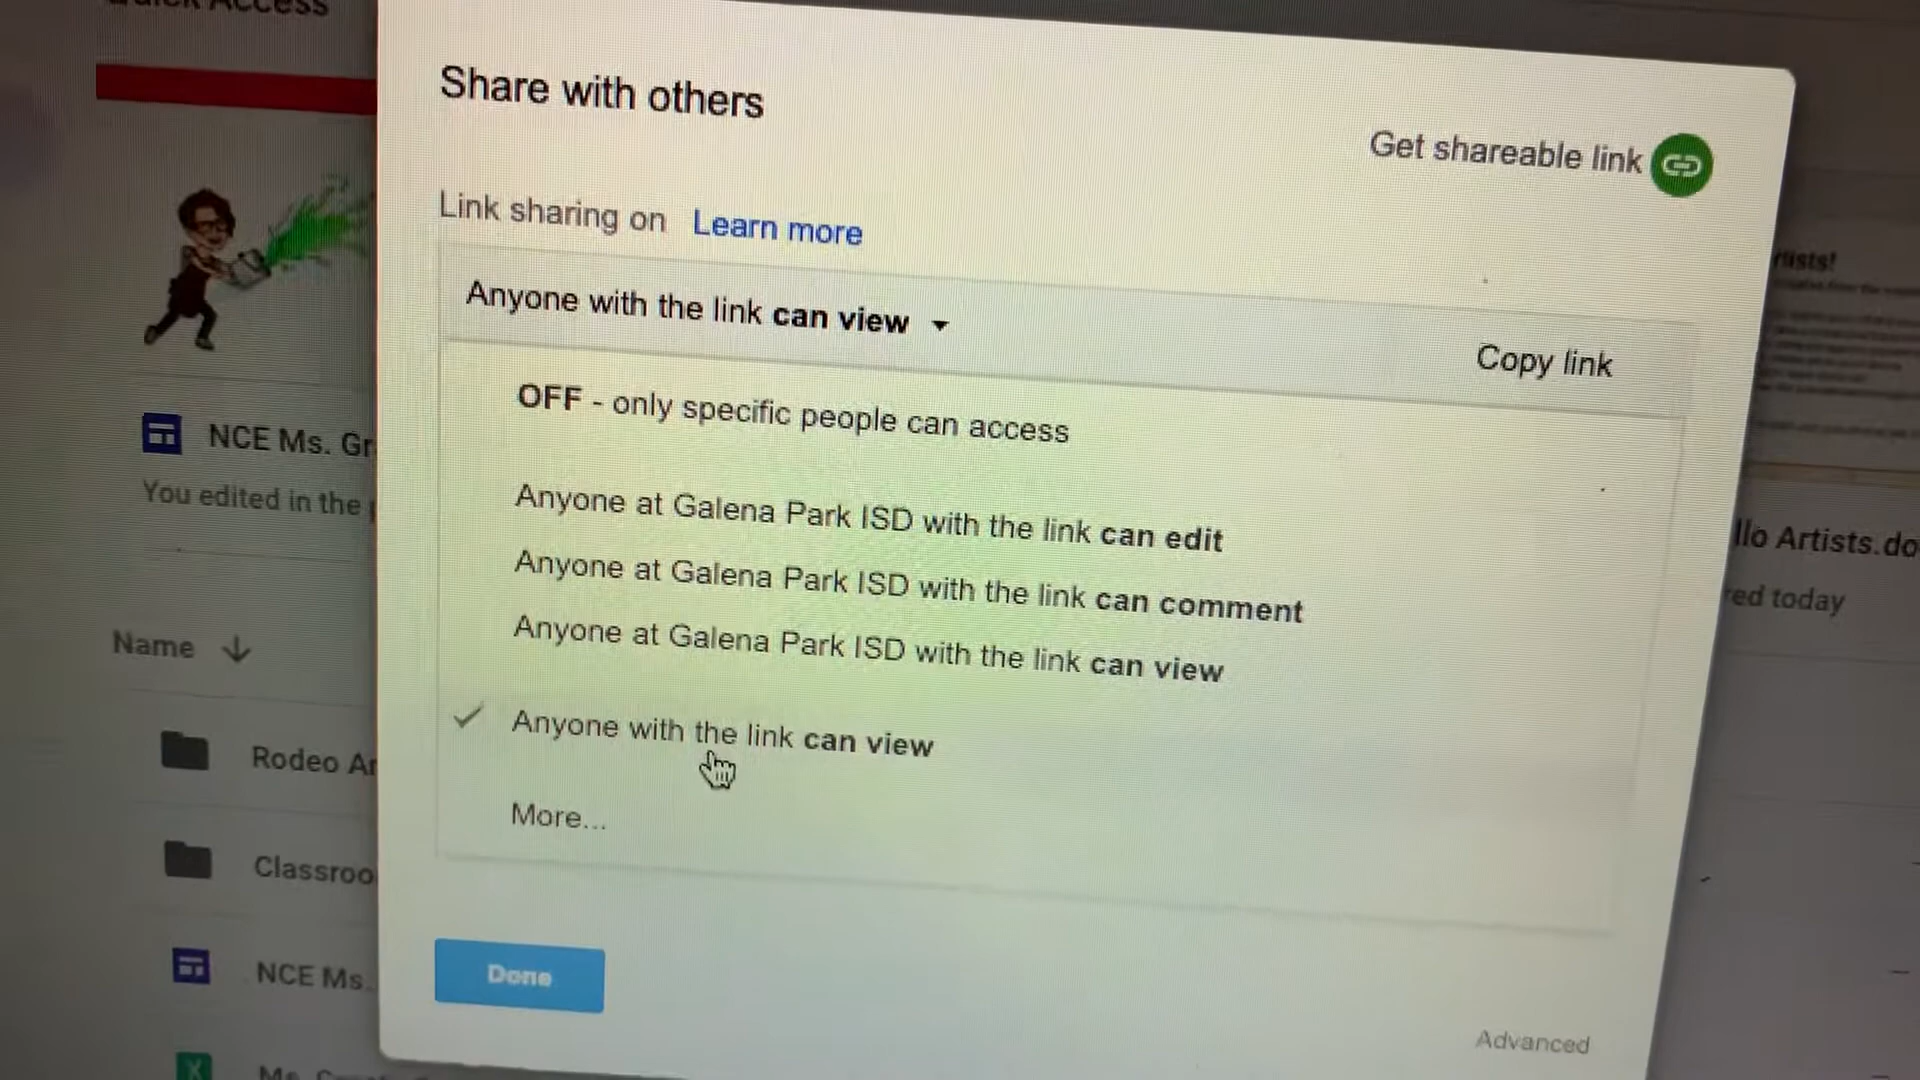 Access
Share with others
Get shareable link
Link sharing on Learn more
Anyone with the link can view
Copy link
OFF - only specific people can access
Anyone at Galena Park ISD with the link can edit
Anyone at Galena Park ISD with the link can comment
Anyone at Galena Park ISD with the link can view
Anyone with the link can view
More...
Done
Advanced
NCE Ms. Gr
You edited in the
Name
Rodeo Ar
Classroo
NCE Ms.
llo Artists.do
red today